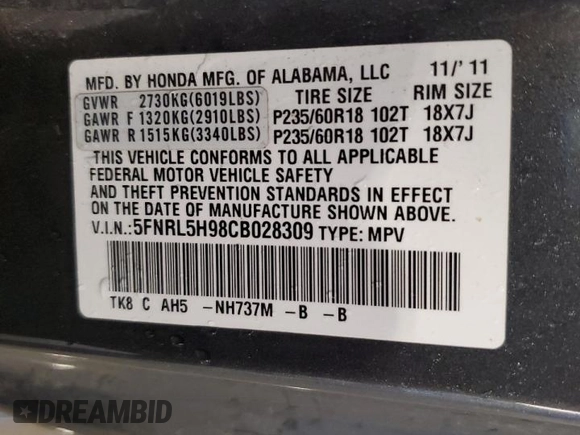 MFD. BY HONDA MFG. OF ALABAMA, LLC 11/'11
GVWR 2730KG(6019LBS) TIRE SIZE RIM SIZE
GAWR F 1320KG(2910LBS) P235/60R18 102T 18X7J
GAWR R 1515KG(3340LBS) P235/60R18 102T 18X7J
THIS VEHICLE CONFORMS TO ALL APPLICABLE
FEDERAL MOTOR VEHICLE SAFETY
AND THEFT PREVENTION STANDARDS IN EFFECT
ON THE DATE OF MANUFACTURE SHOWN ABOVE.
V.I.N.:5FNRL5H98CB028309 TYPE: MPV
TK8 C AH5 -NH737M -B -B
DREAMBID